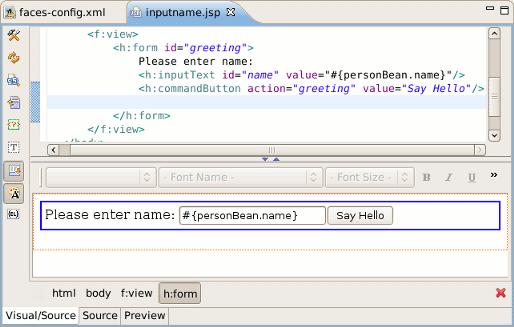 faces-config.xml inputname.jsp
<f:view>
<h:form id="greeting">
Please enter name:
<h:inputText id="name" value="#{personBean.name}"/>
<h:commandButton action="greeting" value="Say Hello"/>
</h:form>
</f:view>
</body>
- Font Name - - Font Size - B I U »
Please enter name: #{personBean.name} Say Hello
html body f:view h:form
Visual/Source Source Preview